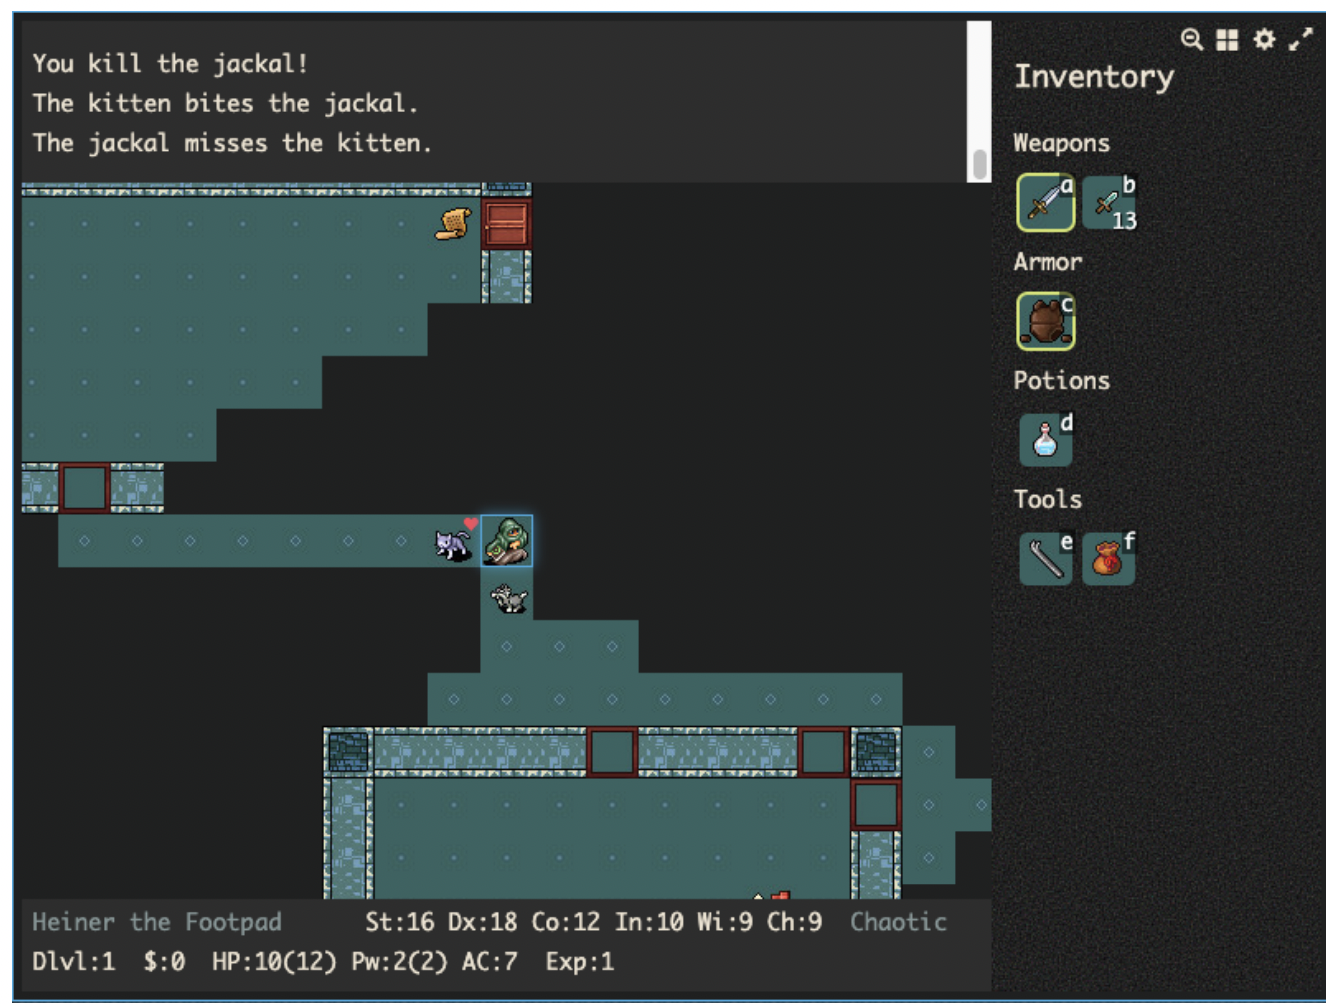 You kill the jackal!
The kitten bites the jackal.
The jackal misses the kitten.
Inventory
Weapons
a b
13
Armor
c
Potions
d
Tools
e f
Heiner the Footpad St:16 Dx:18 Co:12 In:10 Wi:9 Ch:9 Chaotic
Dlvl:1 $:0 HP:10(12) Pw:2(2) AC:7 Exp:1